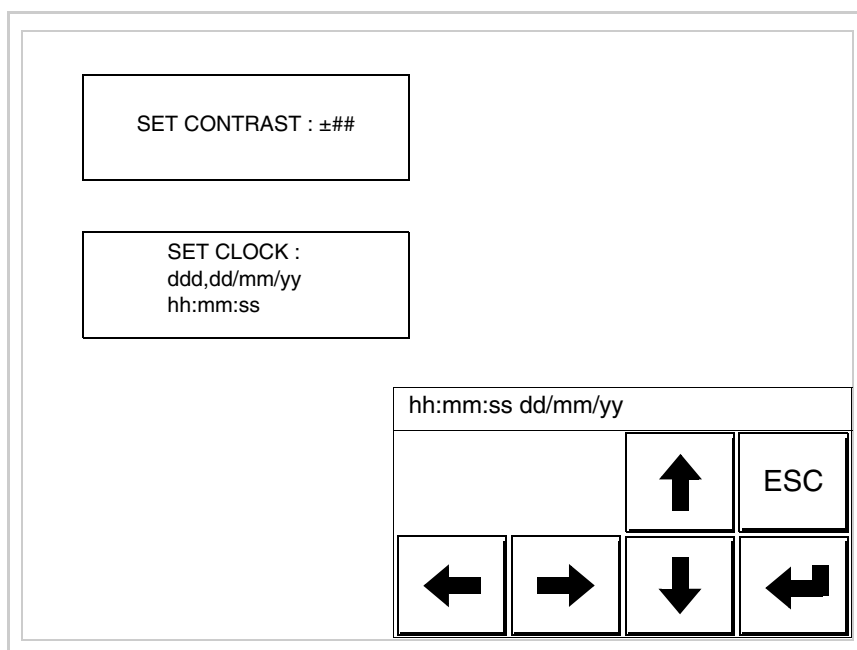 SET CONTRAST : ±##
SET CLOCK :
ddd,dd/mm/yy
hh:mm:ss
hh:mm:ss dd/mm/yy
ESC